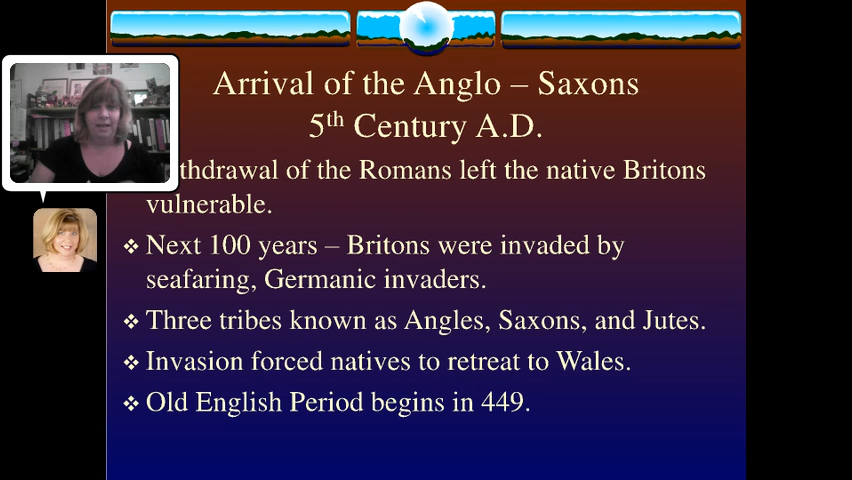 Arrival of the Anglo – Saxons
5th Century A.D.
thdrawal of the Romans left the native Britons
vulnerable.
❖ Next 100 years – Britons were invaded by
seafaring, Germanic invaders.
❖ Three tribes known as Angles, Saxons, and Jutes.
❖ Invasion forced natives to retreat to Wales.
❖ Old English Period begins in 449.